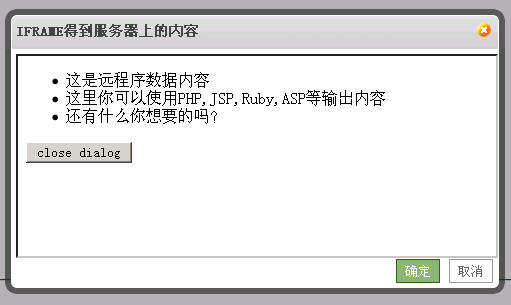 IFRAME得到服务器上的内容
这是远程序数据内容
这里你可以使用PHP,JSP,Ruby,ASP等输出内容
还有什么你想要的吗?
close dialog
确定 取消